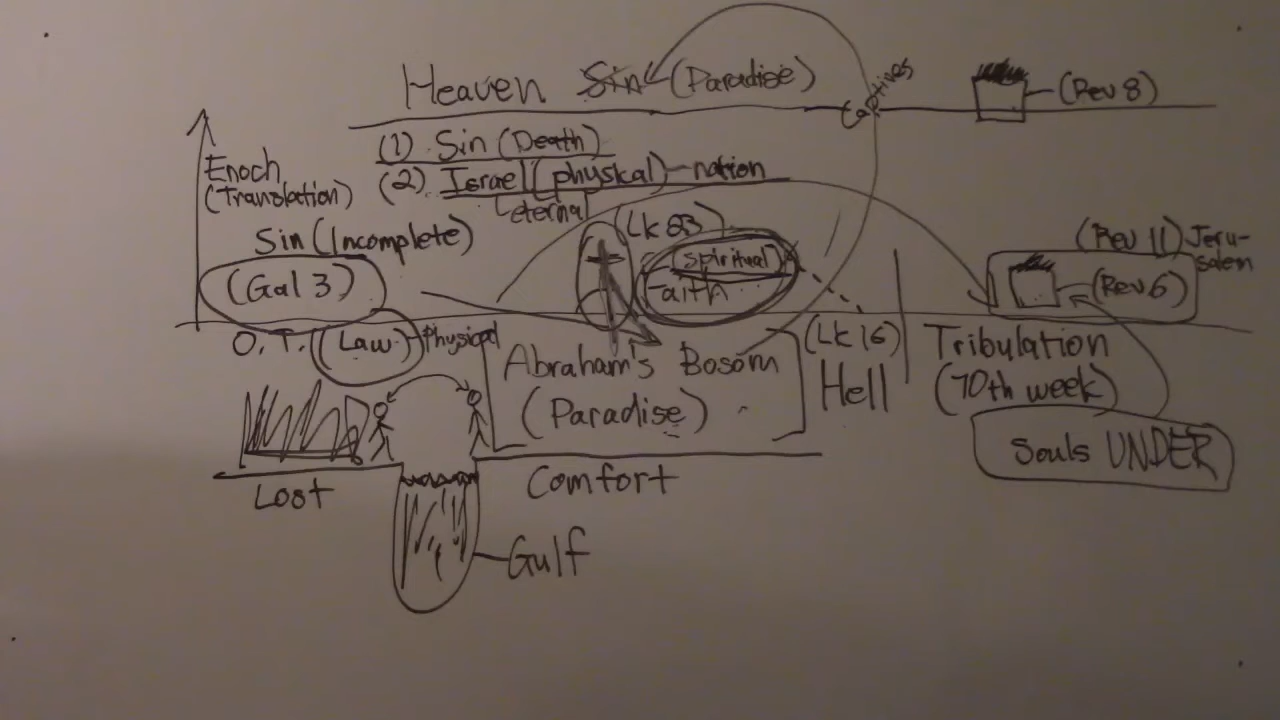 Heaven Sin (Paradise)
Captives
(Rev 8)
(1) Sin (Death)
(2) Israel (physical) - nation
(eternal)
Enoch
(Translation)
Sin (Incomplete)
(Lk 23)
(Rev 11) Jeru-
salem
(Gal 3)
(spiritual)
Faith
(Rev 6)
O.T. (Law) - Physical
Abraham's Bosom
(Paradise)
(Lk 16)
Hell
Tribulation
(70th week)
Souls UNDER
Lost
Comfort
Gulf